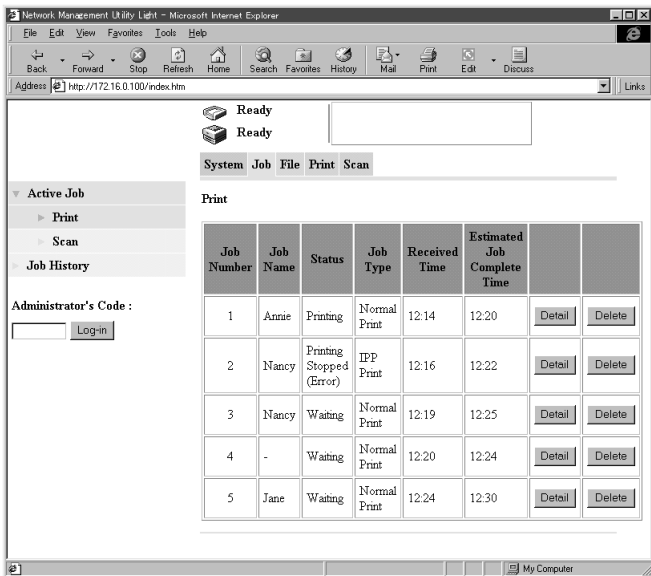 Network Management Utility Light - Microsoft Internet Explorer
File Edit View Favorites Tools Help
Back Forward Stop Refresh Home Search Favorites History Mail Print Edit Discuss
Address http://172.16.0.100/index.htm Links
Ready
Ready
System Job File Print Scan
Active Job
Print
Scan
Job History
Administrator's Code :
Log-in
Print
Job Number Job Name Status Job Type Received Time Estimated Job Complete Time
1 Annie Printing Normal Print 12:14 12:20 Detail Delete
2 Nancy Printing Stopped (Error) IPP Print 12:16 12:22 Detail Delete
3 Nancy Waiting Normal Print 12:19 12:25 Detail Delete
4 - Waiting Normal Print 12:20 12:24 Detail Delete
5 Jane Waiting Normal Print 12:24 12:30 Detail Delete
My Computer